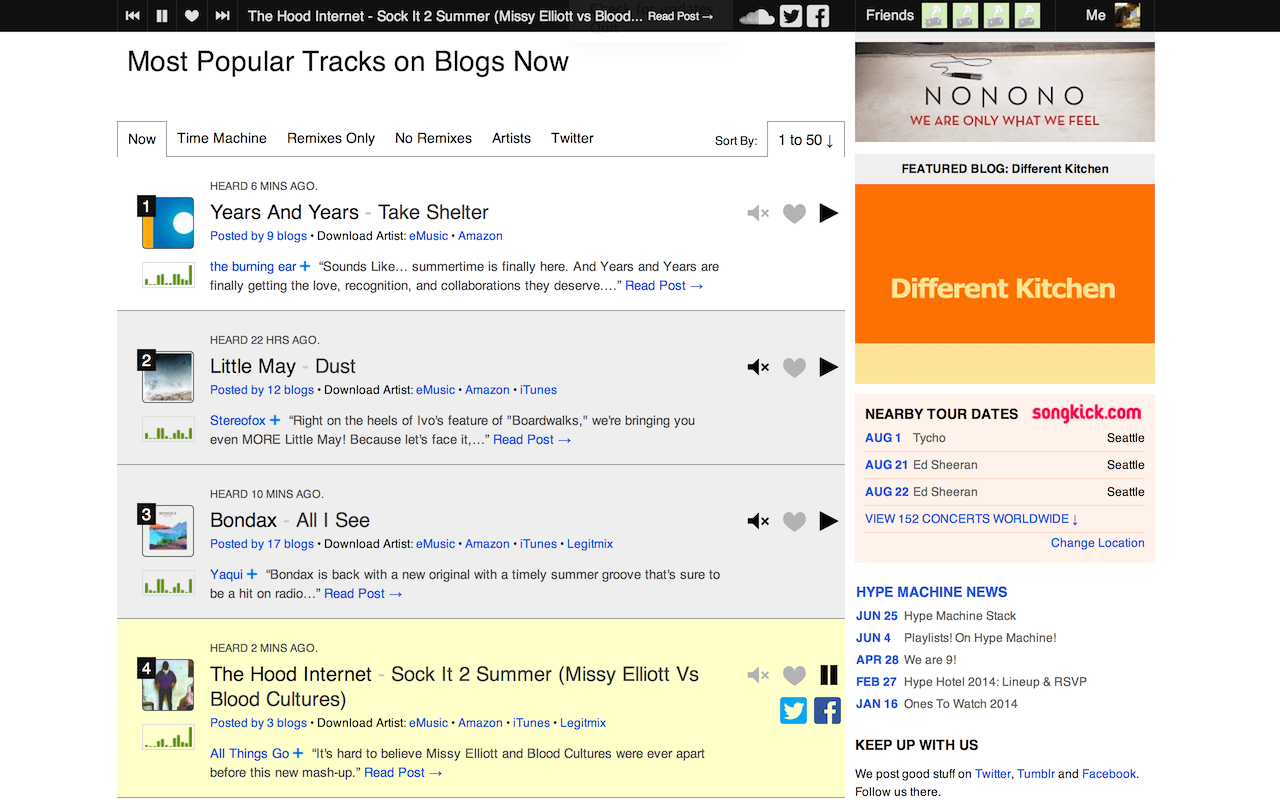 The Hood Internet - Sock It 2 Summer (Missy Elliott vs Blood... Read Post →
Friends
Me
Most Popular Tracks on Blogs Now
Now Time Machine Remixes Only No Remixes Artists Twitter
Sort By: 1 to 50 ↓
HEARD 6 MINS AGO.
1
Years And Years - Take Shelter
Posted by 9 blogs • Download Artist: eMusic • Amazon
the burning ear + “Sounds Like… summertime is finally here. And Years and Years are
finally getting the love, recognition, and collaborations they deserve.…” Read Post →
HEARD 22 HRS AGO.
2
Little May - Dust
Posted by 12 blogs • Download Artist: eMusic • Amazon • iTunes
Stereofox + “Right on the heels of Ivo's feature of "Boardwalks," we're bringing you
even MORE Little May! Because let's face it,…” Read Post →
HEARD 10 MINS AGO.
3
Bondax - All I See
Posted by 17 blogs • Download Artist: eMusic • Amazon • iTunes • Legitmix
Yaqui + “Bondax is back with a new original with a timely summer groove that's sure to
be a hit on radio…” Read Post →
HEARD 2 MINS AGO.
4
The Hood Internet - Sock It 2 Summer (Missy Elliott Vs
Blood Cultures)
Posted by 3 blogs • Download Artist: eMusic • Amazon • iTunes • Legitmix
All Things Go + “It's hard to believe Missy Elliott and Blood Cultures were ever apart
before this new mash-up.” Read Post →
NONONO
WE ARE ONLY WHAT WE FEEL
FEATURED BLOG: Different Kitchen
Different Kitchen
NEARBY TOUR DATES songkick.com
AUG 1 Tycho Seattle
AUG 21 Ed Sheeran Seattle
AUG 22 Ed Sheeran Seattle
VIEW 152 CONCERTS WORLDWIDE ↓
Change Location
HYPE MACHINE NEWS
JUN 25 Hype Machine Stack
JUN 4 Playlists! On Hype Machine!
APR 28 We are 9!
FEB 27 Hype Hotel 2014: Lineup & RSVP
JAN 16 Ones To Watch 2014
KEEP UP WITH US
We post good stuff on Twitter, Tumblr and Facebook.
Follow us there.